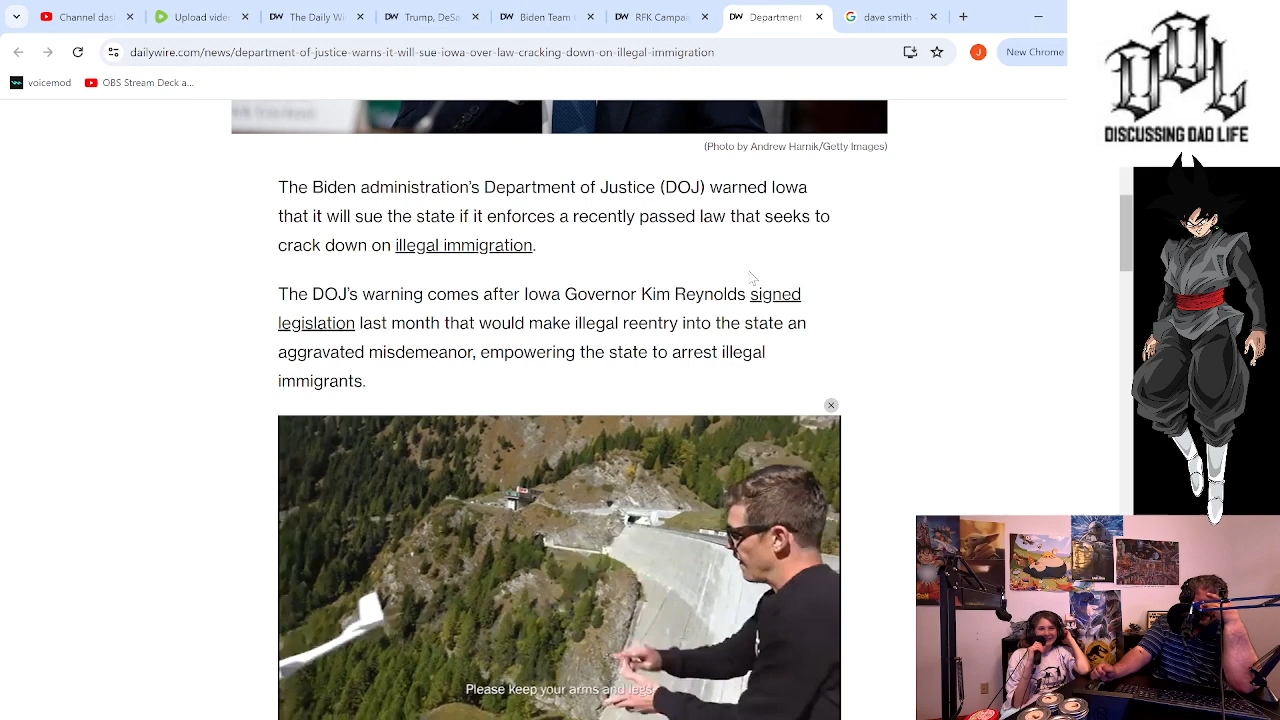 Channel das
Upload vide
The Daily W
Trump, DeSa
Biden Team
RFK Campai
Department
dave smith -
dailywire.com/news/department-of-justice-warns-it-will-sue-iowa-over-law-cracking-down-on-illegal-immigration
J
New Chrome
voicemod
OBS Stream Deck a...
DDL
DISCUSSING DAD LIFE
(Photo by Andrew Harnik/Getty Images)
The Biden administration's Department of Justice (DOJ) warned Iowa
that it will sue the state if it enforces a recently passed law that seeks to
crack down on illegal immigration.
The DOJ's warning comes after Iowa Governor Kim Reynolds signed
legislation last month that would make illegal reentry into the state an
aggravated misdemeanor, empowering the state to arrest illegal
immigrants.
Please keep your arms and legs